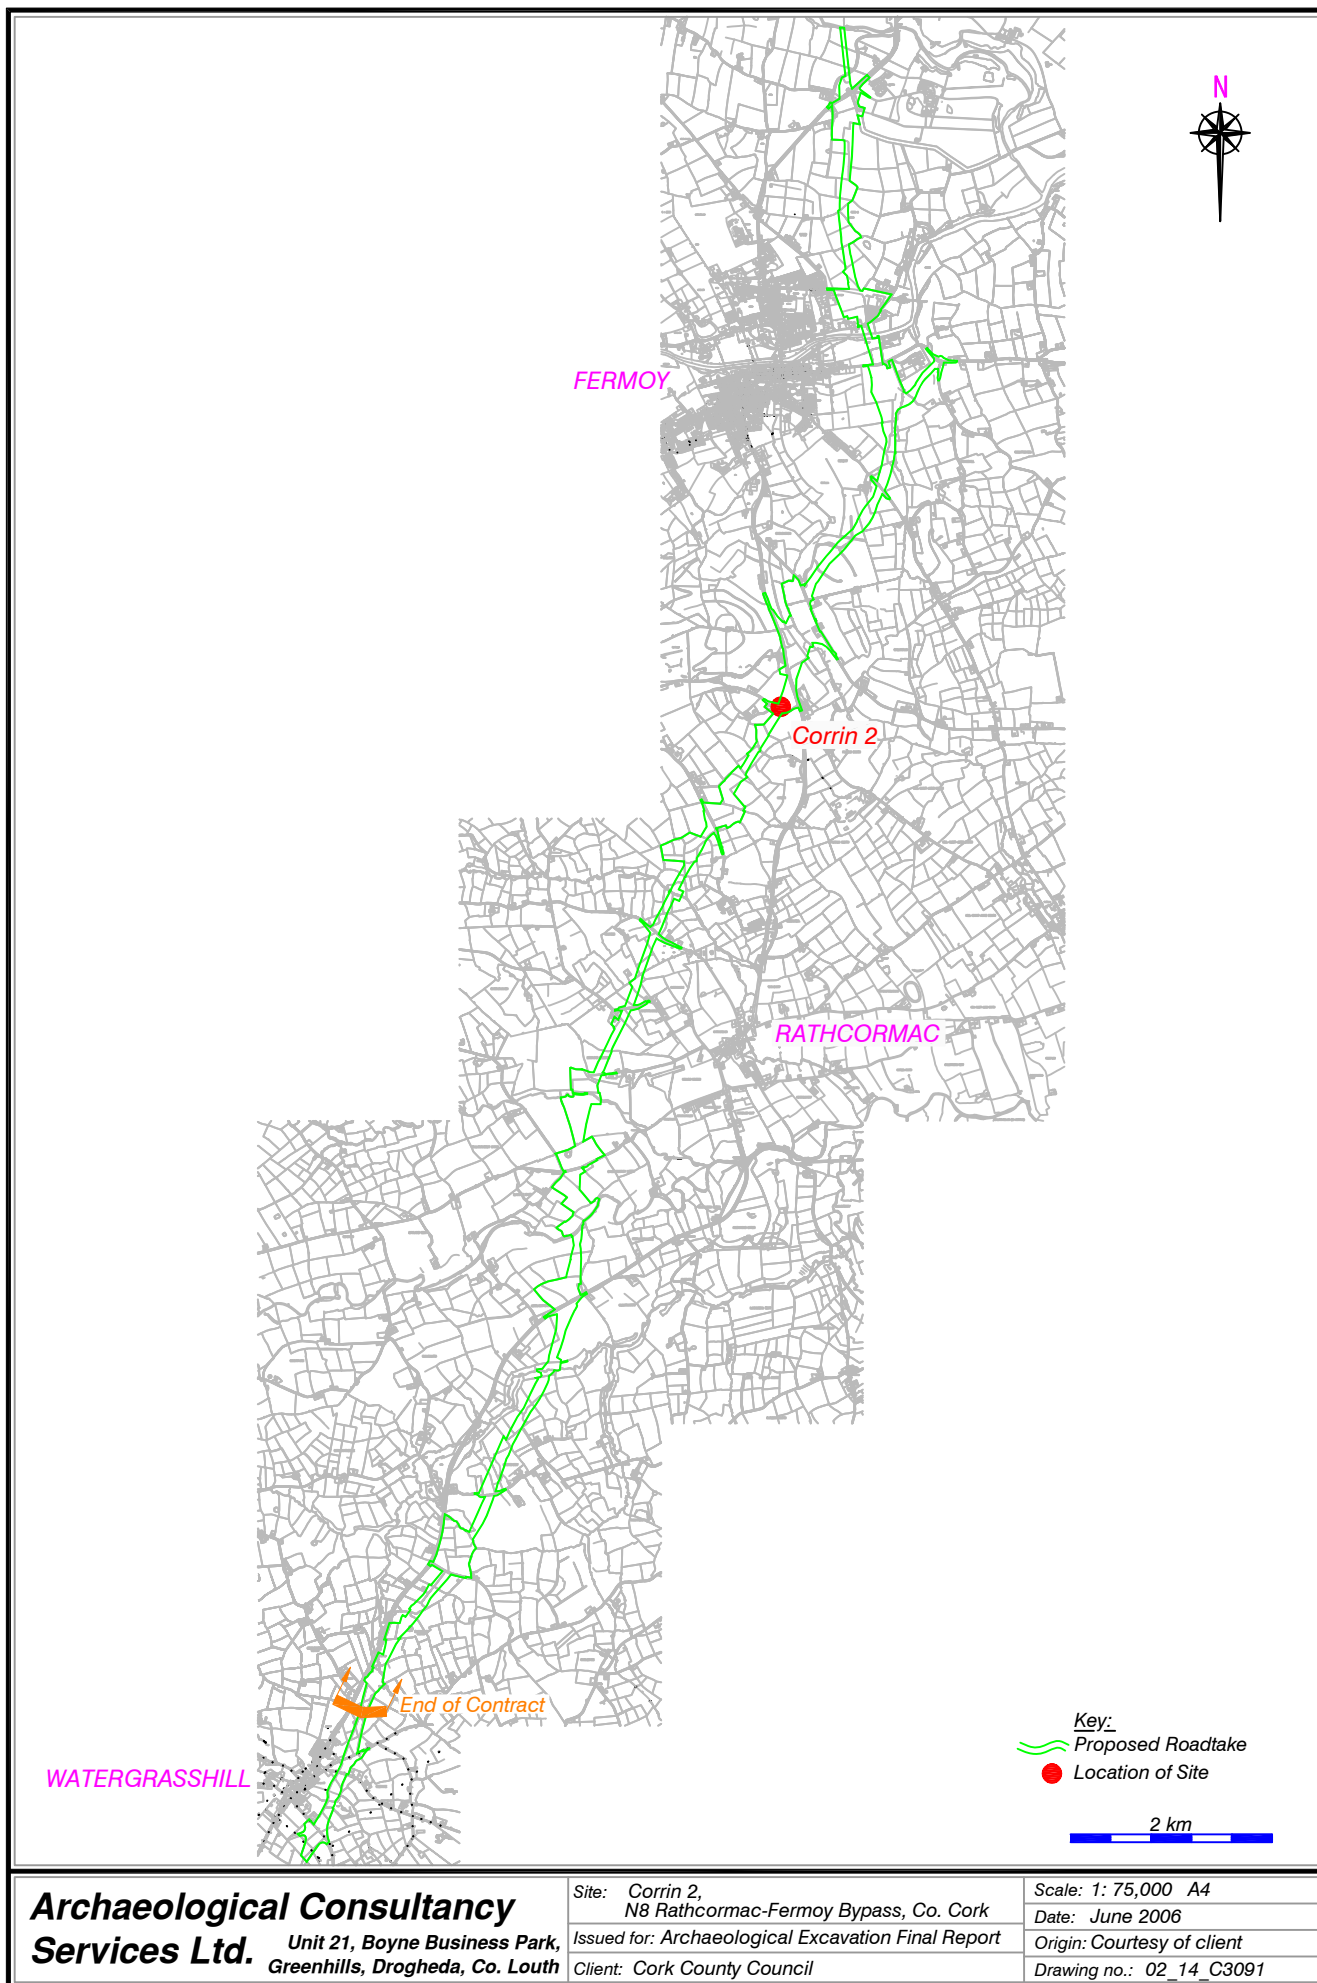 N
FERMOY
Corrin 2
RATHCORMAC
End of Contract
WATERGRASSHILL
Key:
Proposed Roadtake
Location of Site
2 km
Archaeological Consultancy
Services Ltd. Unit 21, Boyne Business Park,
Greenhills, Drogheda, Co. Louth
Site: Corrin 2,
N8 Rathcormac-Fermoy Bypass, Co. Cork
Issued for: Archaeological Excavation Final Report
Client: Cork County Council
Scale: 1: 75,000 A4
Date: June 2006
Origin: Courtesy of client
Drawing no.: 02_14_C3091